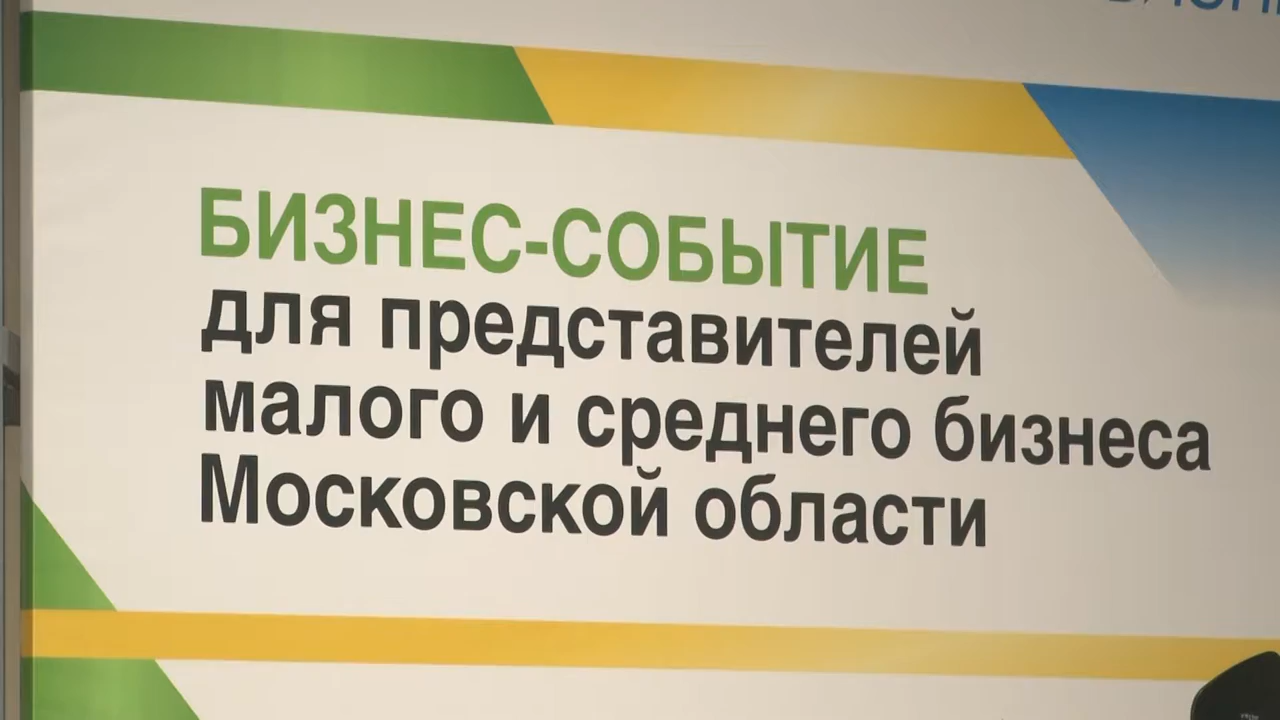 БИЗНЕС-СОБЫТИЕ
для представителей
малого и среднего бизнеса
Московской области